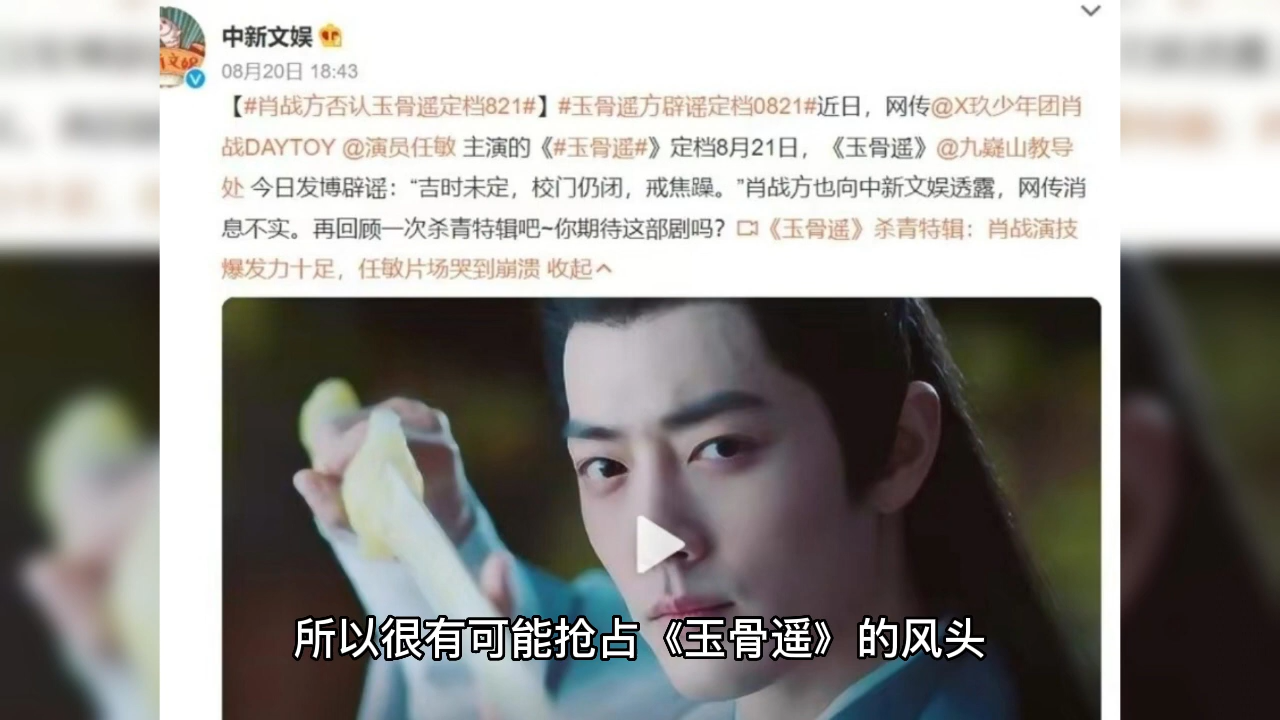 中新文娱
08月20日 18:43
【#肖战方否认玉骨遥定档821#】#玉骨遥方辟谣定档0821#近日，网传@X玖少年团肖
战DAYTOY @演员任敏 主演的《#玉骨遥#》定档8月21日，《玉骨遥》@九嶷山教导
处 今日发博辟谣：“吉时未定，校门仍闭，戒焦躁。”肖战方也向中新文娱透露，网传消
息不实。再回顾一次杀青特辑吧~你期待这部剧吗？《玉骨遥》杀青特辑：肖战演技
爆发力十足，任敏片场哭到崩溃 收起
所以很有可能抢占《玉骨遥》的风头